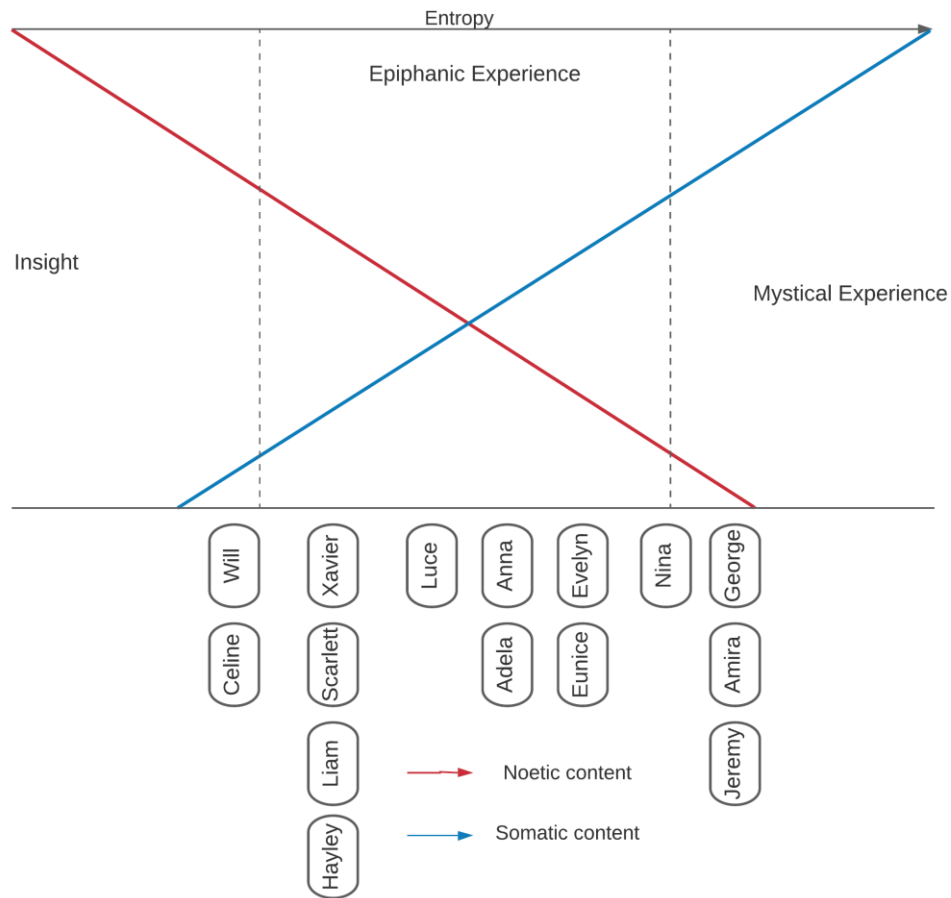 Entropy
Epiphanic Experience
Insight
Mystical Experience
Will
Xavier
Luce
Anna
Evelyn
Nina
George
Celine
Scarlett
Adela
Eunice
Amira
Liam
Jeremy
Noetic content
Hayley
Somatic content